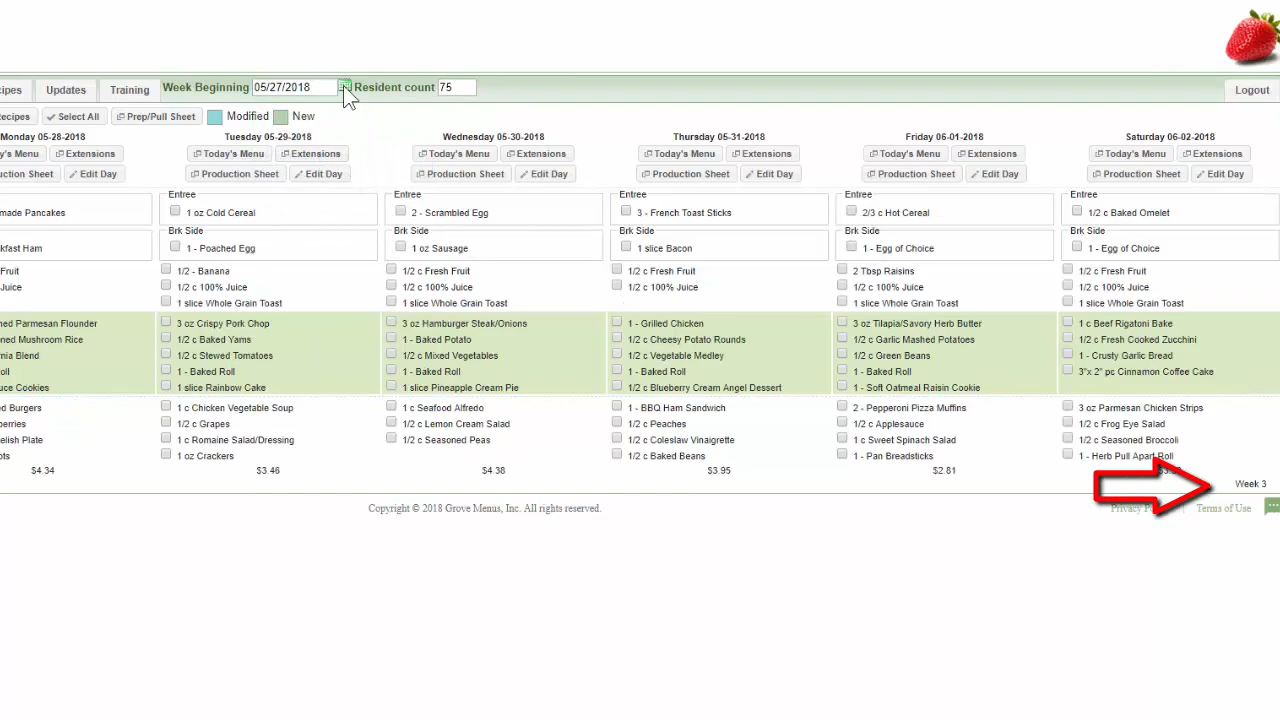 cipes Updates Training Week Beginning 05/27/2018 Resident count 75 Logout
Recipes Select All Prep/Pull Sheet Modified New
Monday 05-28-2018 Tuesday 05-29-2018 Wednesday 05-30-2018 Thursday 05-31-2018 Friday 06-01-2018 Saturday 06-02-2018
y's Menu Extensions Today's Menu Extensions Today's Menu Extensions Today's Menu Extensions Today's Menu Extensions Today's Menu Extensions
ction Sheet Edit Day Production Sheet Edit Day Production Sheet Edit Day Production Sheet Edit Day Production Sheet Edit Day Production Sheet Edit Day
Entree Entree Entree Entree Entree
made Pancakes 1 oz Cold Cereal 2 - Scrambled Egg 3 - French Toast Sticks 2/3 c Hot Cereal 1/2 c Baked Omelet
Brk Side Brk Side Brk Side Brk Side Brk Side
kfast Ham 1 - Poached Egg 1 oz Sausage 1 slice Bacon 1 - Egg of Choice 1 - Egg of Choice
Fruit 1/2 - Banana 1/2 c Fresh Fruit 1/2 c Fresh Fruit 2 Tbsp Raisins 1/2 c Fresh Fruit
Juice 1/2 c 100% Juice 1/2 c 100% Juice 1/2 c 100% Juice 1/2 c 100% Juice 1/2 c 100% Juice
1 slice Whole Grain Toast 1 slice Whole Grain Toast 1 slice Whole Grain Toast 1 slice Whole Grain Toast
ned Parmesan Flounder 3 oz Crispy Pork Chop 3 oz Hamburger Steak/Onions 1 - Grilled Chicken 3 oz Tilapia/Savory Herb Butter 1 c Beef Rigatoni Bake
oned Mushroom Rice 1/2 c Baked Yams 1 - Baked Potato 1/2 c Cheesy Potato Rounds 1/2 c Garlic Mashed Potatoes 1/2 c Fresh Cooked Zucchini
rnia Blend 1/2 c Stewed Tomatoes 1/2 c Mixed Vegetables 1/2 c Vegetable Medley 1/2 c Green Beans 1 - Crusty Garlic Bread
oll 1 - Baked Roll 1 - Baked Roll 1 - Baked Roll 1 - Baked Roll 3"x 2" pc Cinnamon Coffee Cake
uce Cookies 1 slice Rainbow Cake 1 slice Pineapple Cream Pie 1/2 c Blueberry Cream Angel Dessert 1 - Soft Oatmeal Raisin Cookie
ed Burgers 1 c Chicken Vegetable Soup 1 c Seafood Alfredo 1 - BBQ Ham Sandwich 2 - Pepperoni Pizza Muffins 3 oz Parmesan Chicken Strips
berries 1/2 c Grapes 1/2 c Lemon Cream Salad 1/2 c Peaches 1/2 c Applesauce 1/2 c Frog Eye Salad
elish Plate 1 c Romaine Salad/Dressing 1/2 c Seasoned Peas 1/2 c Coleslaw Vinaigrette 1 c Sweet Spinach Salad 1/2 c Seasoned Broccoli
ots 1 oz Crackers 1/2 c Baked Beans 1 - Pan Breadsticks 1 - Herb Pull Apart Roll
$4.34 $3.46 $4.38 $3.95 $2.81
Week 3
Copyright © 2018 Grove Menus, Inc. All rights reserved. Privacy Terms of Use